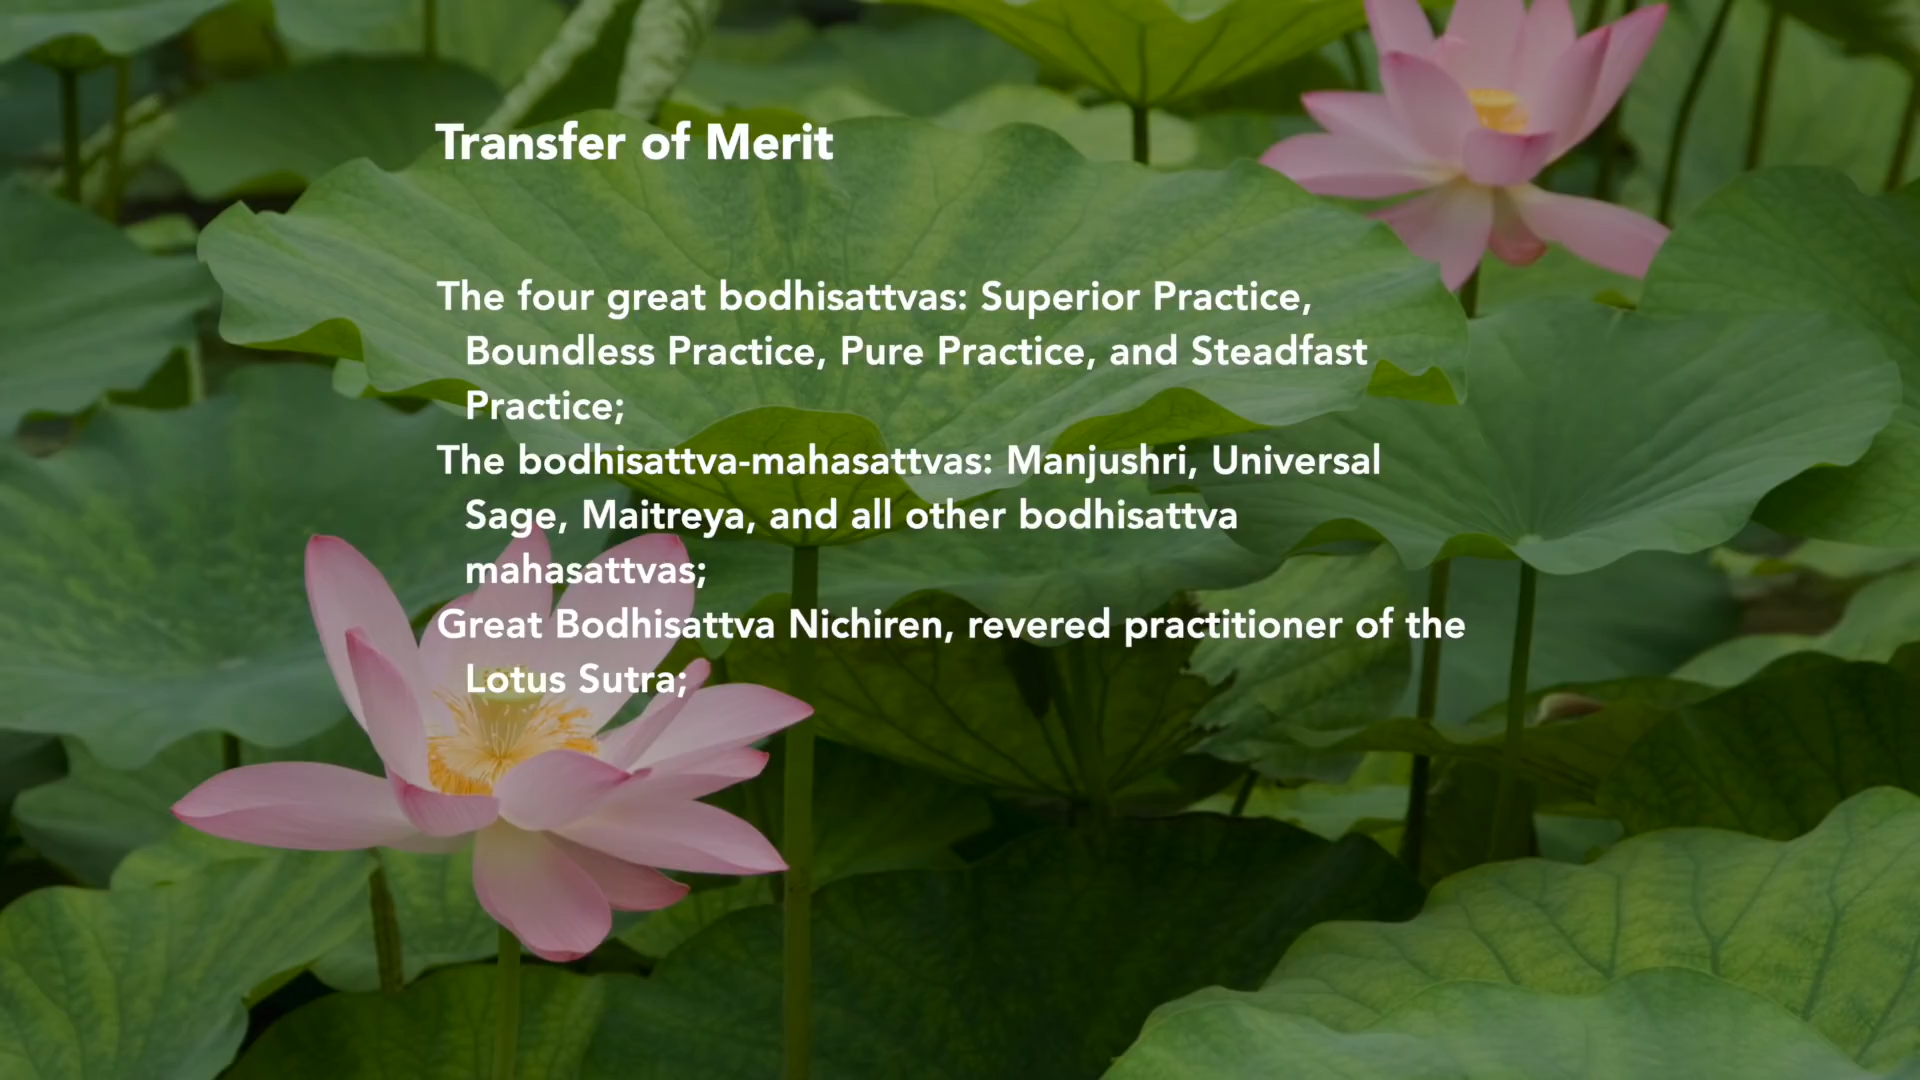 Transfer of Merit
The four great bodhisattvas: Superior Practice,
Boundless Practice, Pure Practice, and Steadfast
Practice;
The bodhisattva-mahasattvas: Manjushri, Universal
Sage, Maitreya, and all other bodhisattva
mahasattvas;
Great Bodhisattva Nichiren, revered practitioner of the
Lotus Sutra;